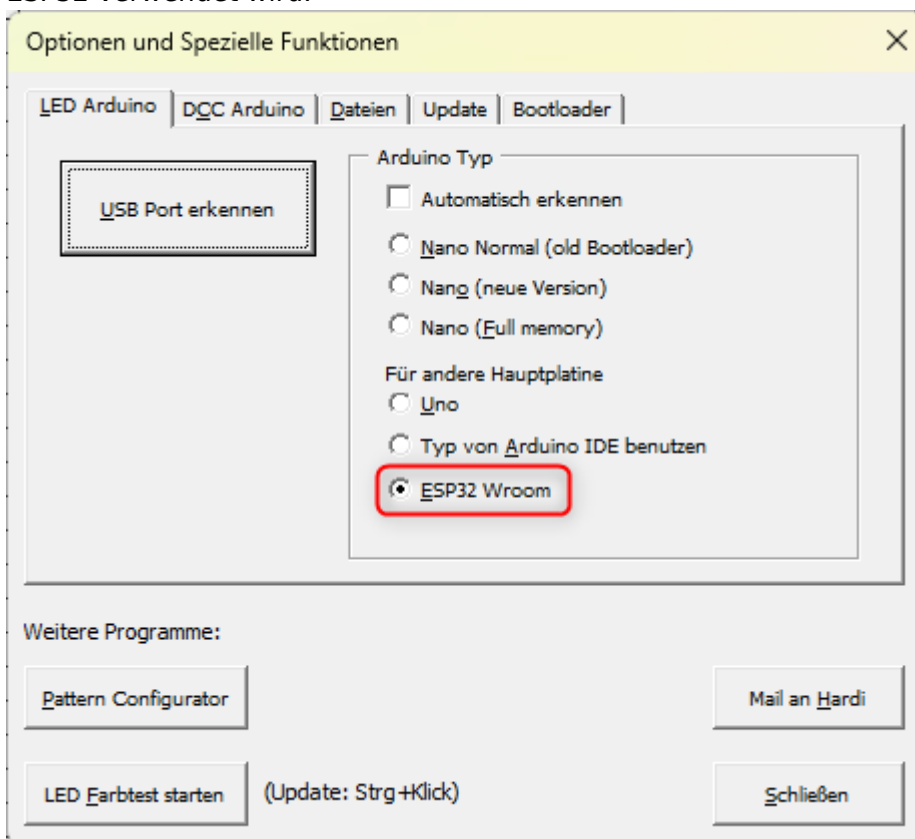 Optionen und Spezielle Funktionen
LED Arduino DCC Arduino Dateien Update Bootloader
USB Port erkennen
Arduino Typ
Automatisch erkennen
Nano Normal (old Bootloader)
Nano (neue Version)
Nano (Full memory)
Für andere Hauptplatine
Uno
Typ von Arduino IDE benutzen
ESP32 Wroom
Weitere Programme:
Pattern Configurator
Mail an Hardi
LED Farbtest starten
(Update: Strg+Klick)
Schließen